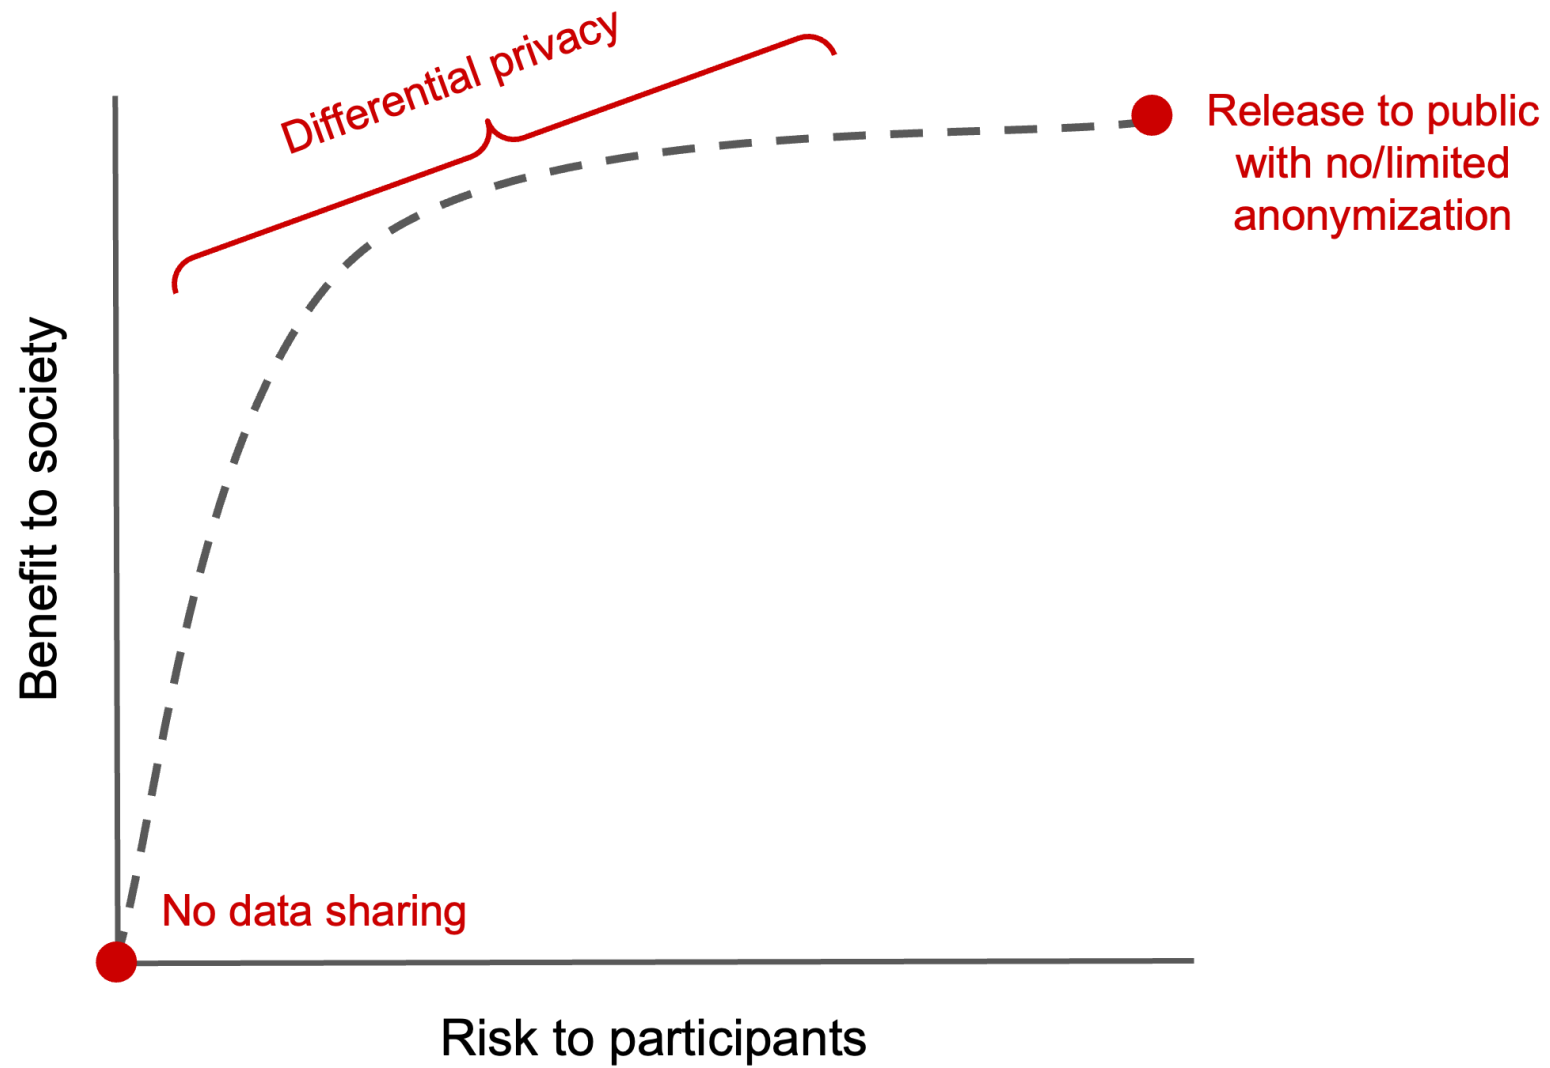 Differential privacy
Release to public
with no/limited
anonymization
Benefit to society
No data sharing
Risk to participants